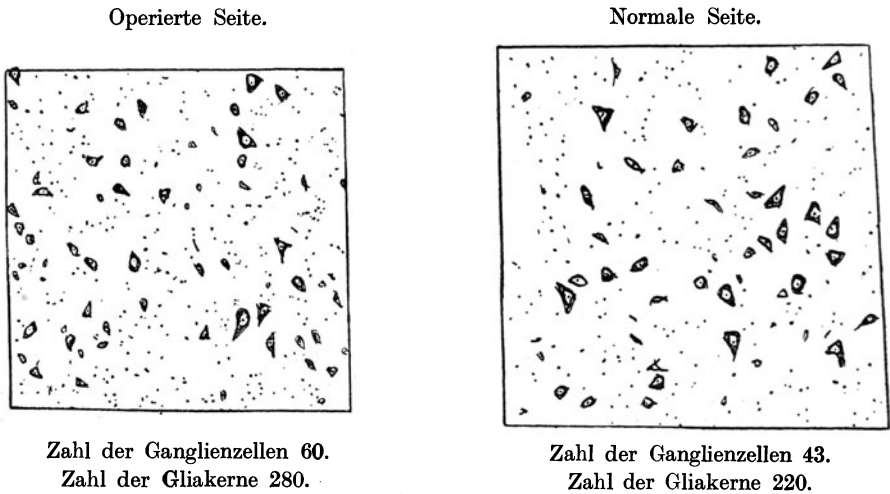 Operierte Seite.
Normale Seite.
Zahl der Ganglienzellen 60.
Zahl der Gliakerne 280.
Zahl der Ganglienzellen 43.
Zahl der Gliakerne 220.